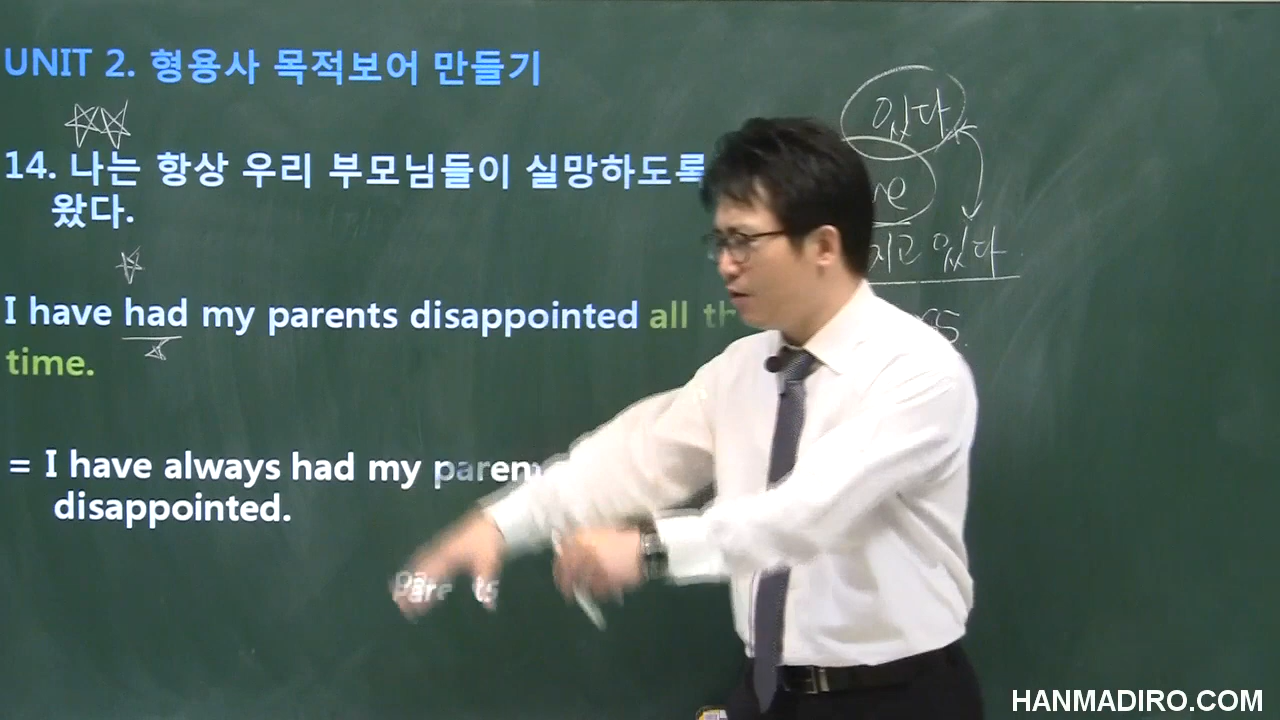 UNIT 2. 형용사 목적보어 만들기
14. 나는 항상 우리 부모님들이 실망하도록
왔다.
I have had my parents disappointed all
time.
= I have always had my
disappointed.
있다
있다
HANMADIRO.COM